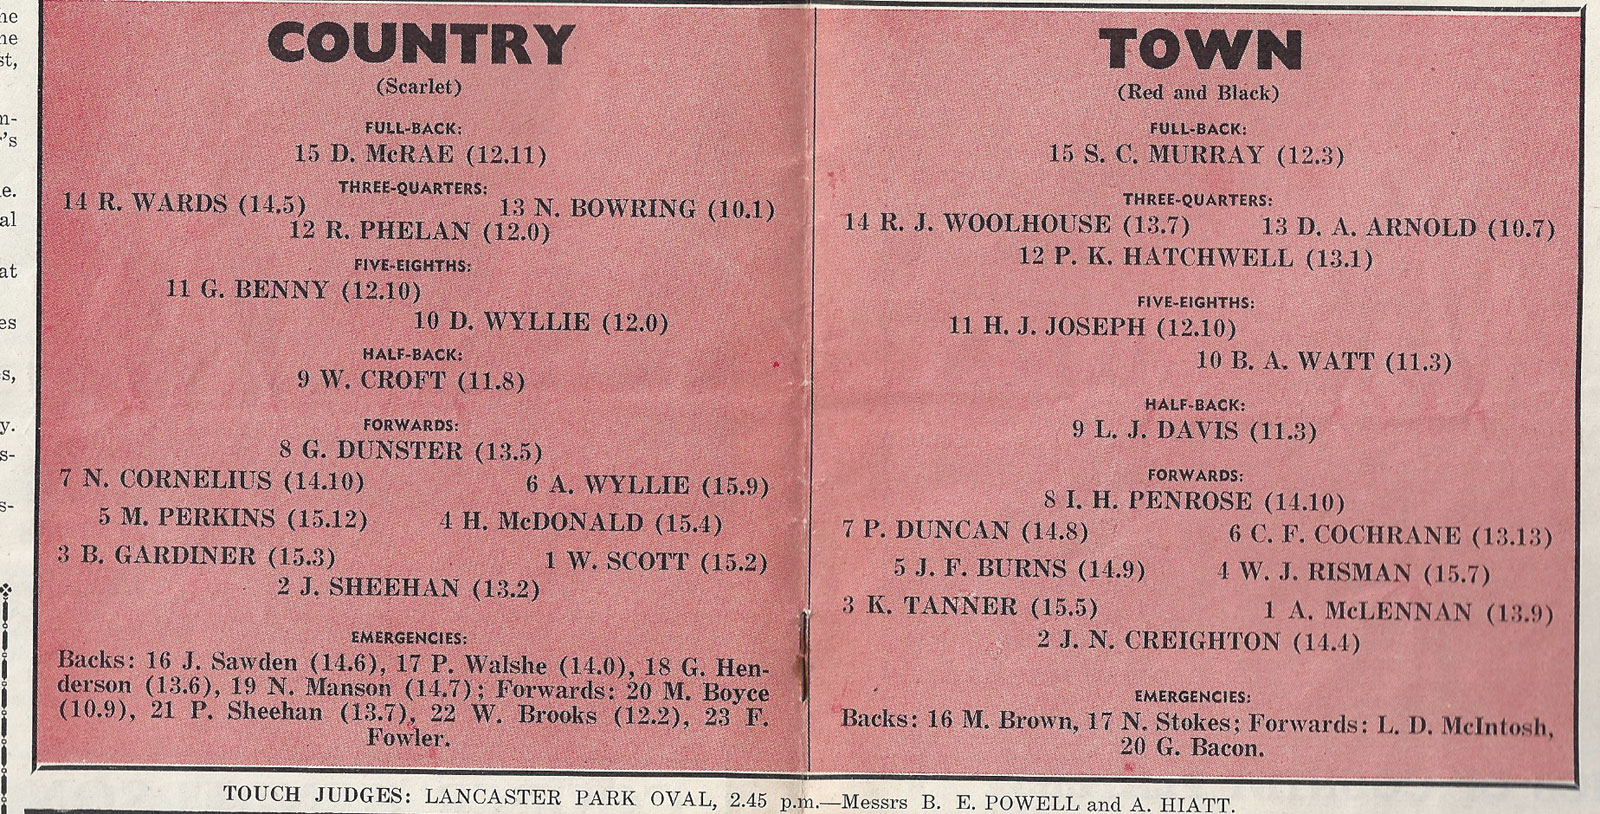 COUNTRY
(Scarlet)
FULL-BACK:
15 D. McRAE (12.11)
THREE-QUARTERS:
14 R. WARDS (14.5) 13 N. BOWRING (10.1)
12 R. PHELAN (12.0)
FIVE-EIGHTHS:
11 G. BENNY (12.10)
10 D. WYLLIE (12.0)
HALF-BACK:
9 W. CROFT (11.8)
FORWARDS:
8 G. DUNSTER (13.5)
7 N. CORNELIUS (14.10) 6 A. WYLLIE (15.9)
5 M. PERKINS (15.12) 4 H. McDONALD (15.4)
3 B. GARDINER (15.3) 1 W. SCOTT (15.2)
2 J. SHEEHAN (13.2)
EMERGENCIES:
Backs: 16 J. Sawden (14.6), 17 P. Walshe (14.0), 18 G. Hen-
derson (13.6), 19 N. Manson (14.7); Forwards: 20 M. Boyce
(10.9), 21 P. Sheehan (13.7), 22 W. Brooks (12.2), 23 F.
Fowler.
TOWN
(Red and Black)
FULL-BACK:
15 S. C. MURRAY (12.3)
THREE-QUARTERS:
14 R. J. WOOLHOUSE (13.7) 13 D. A. ARNOLD (10.7)
12 P. K. HATCHWELL (13.1)
FIVE-EIGHTHS:
11 H. J. JOSEPH (12.10)
10 B. A. WATT (11.3)
HALF-BACK:
9 L. J. DAVIS (11.3)
FORWARDS:
8 I. H. PENROSE (14.10)
7 P. DUNCAN (14.8) 6 C. F. COCHRANE (13.13)
5 J. F. BURNS (14.9) 4 W. J. RISMAN (15.7)
3 K. TANNER (15.5) 1 A. McLENNAN (13.9)
2 J. N. CREIGHTON (14.4)
EMERGENCIES:
Backs: 16 M. Brown, 17 N. Stokes; Forwards: L. D. McIntosh,
20 G. Bacon.
TOUCH JUDGES: LANCASTER PARK OVAL, 2.45 p.m.—Messrs B. E. POWELL and A. HIATT.